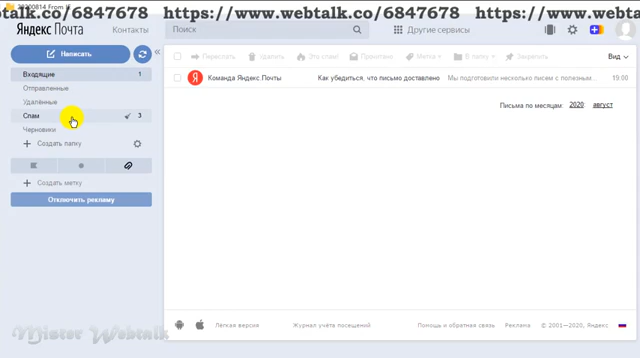 20200814 From
talk.co/6847678 https://www.webtalk.co/6847678 https://www.webta
Яндекс Почта
Контакты
Поиск
Другие сервисы
Написать
Переслать
Удалить
Это спам!
Прочитано
Метка
В папку
Закрепить
Вид
Входящие 1
Отправленные
Удалённые
Спам 3
Черновики
Создать папку
Создать метку
Отключить рекламу
Команда Яндекс.Почты Как убедиться, что письмо доставлено Мы подготовили несколько писем с полезным... 19:00
Письма по месяцам: 2020 август
Mister Webtalk
Лёгкая версия
Журнал учёта посещений
Помощь и обратная связь
Реклама
© 2001—2020, Яндекс